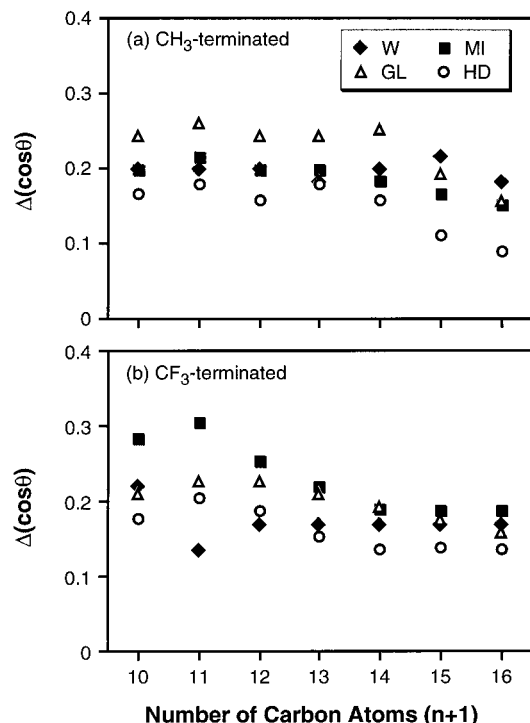 0.4
(a) CH₃-terminated
W MI
GL HD
0.3
0.2
0.1
0
Δ(cosθ)
0.4
(b) CF₃-terminated
0.3
0.2
0.1
0
Δ(cosθ)
10 11 12 13 14 15 16
Number of Carbon Atoms (n+1)